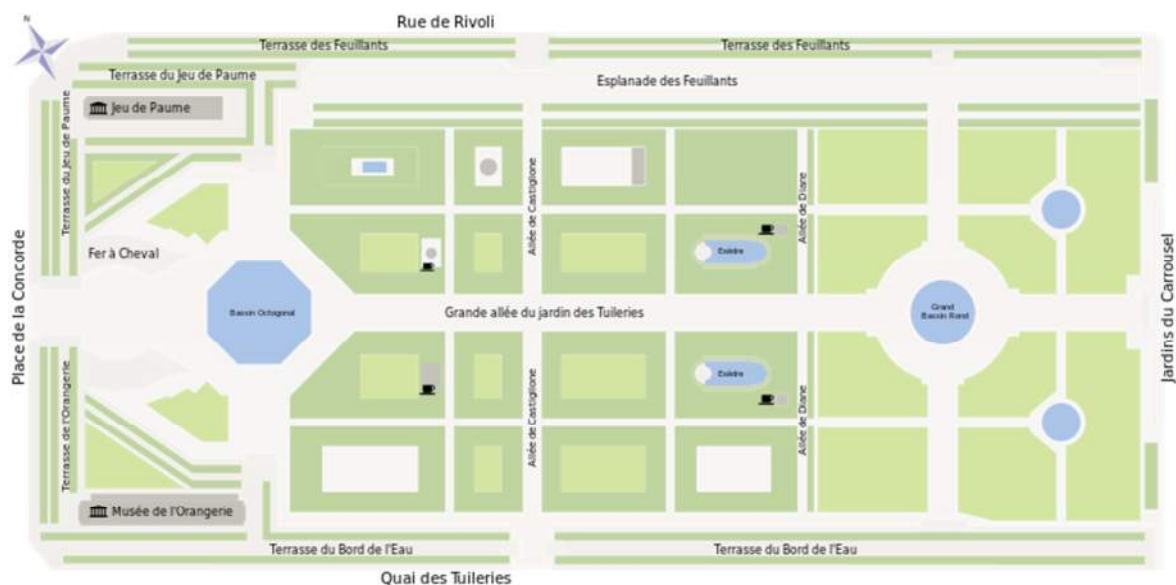 N
Rue de Rivoli
Terrasse des Feuillants
Terrasse des Feuillants
Terrasse du Jeu de Paume
Esplanade des Feuillants
Jeu de Paume
Terrasse du Jeu de Paume
Allée de Castiglione
Allée de Diane
Place de la Concorde
Fer à Cheval
Exèdre
Bassin Octogonal
Grande allée du jardin des Tuileries
Grand
Bassin Rond
Jardins du Carrousel
Exèdre
Terrasse de l'Orangerie
Allée de Castiglione
Allée de Diane
Musée de l'Orangerie
Terrasse du Bord de l'Eau
Terrasse du Bord de l'Eau
Quai des Tuileries